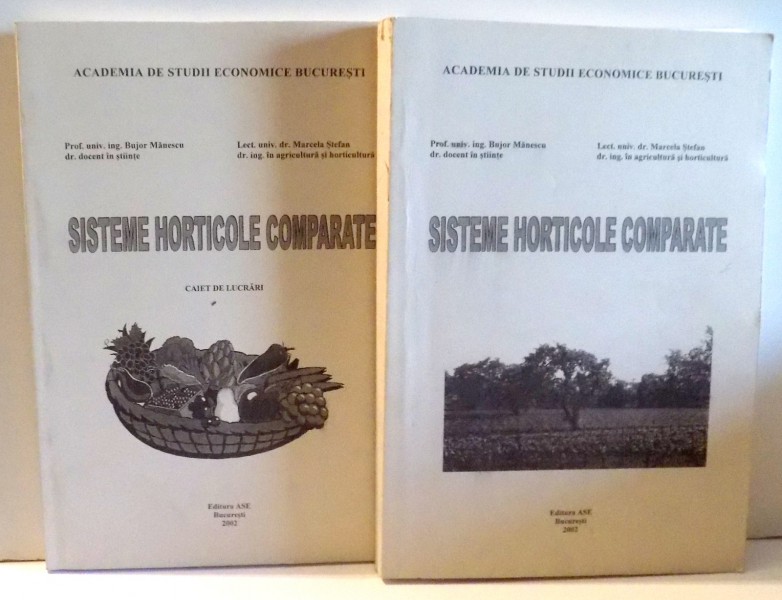 ACADEMIA DE STUDII ECONOMICE BUCUREȘTI
Prof. univ. ing. Bujor Mănescu
dr. docent în științe
Lect. univ. dr. Marcela Ștefan
dr. ing. în agricultură și horticultură
SISTEME HORTICOLE COMPARATE
CAIET DE LUCRĂRI
Editura ASE
București
2002
ACADEMIA DE STUDII ECONOMICE BUCUREȘTI
Prof. univ. ing. Bujor Mănescu
dr. docent în științe
Lect. univ. dr. Marcela Ștefan
dr. ing. în agricultură și horticultură
SISTEME HORTICOLE COMPARATE
Editura ASE
București
2002